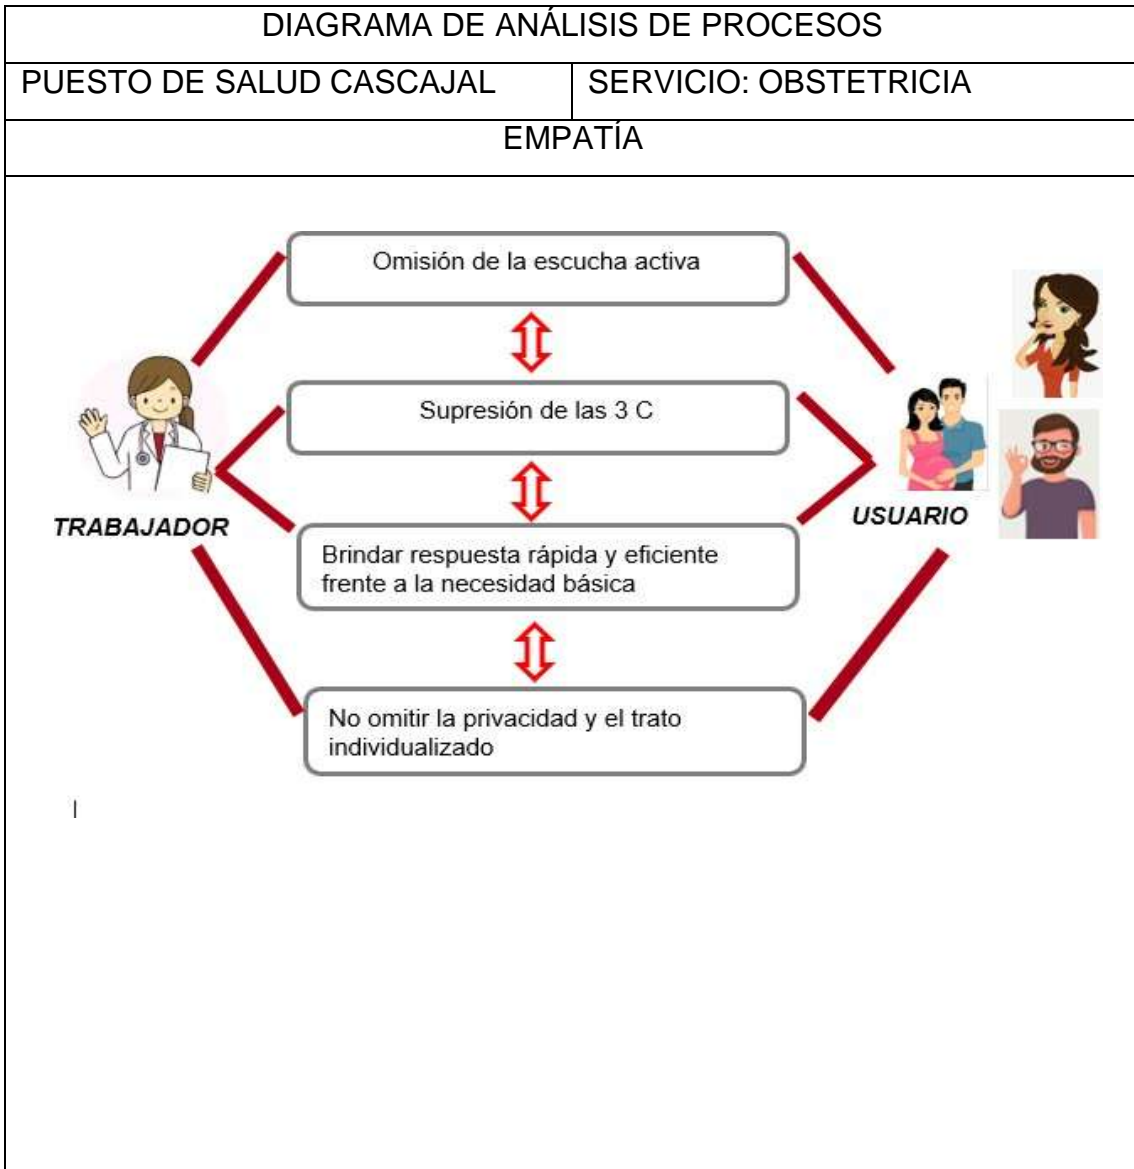 DIAGRAMA DE ANÁLISIS DE PROCESOS
PUESTO DE SALUD CASCAJAL
SERVICIO: OBSTETRICIA
EMPATÍA
Omisión de la escucha activa
Supresión de las 3 C
TRABAJADOR
USUARIO
Brindar respuesta rápida y eficiente
frente a la necesidad básica
No omitir la privacidad y el trato
individualizado